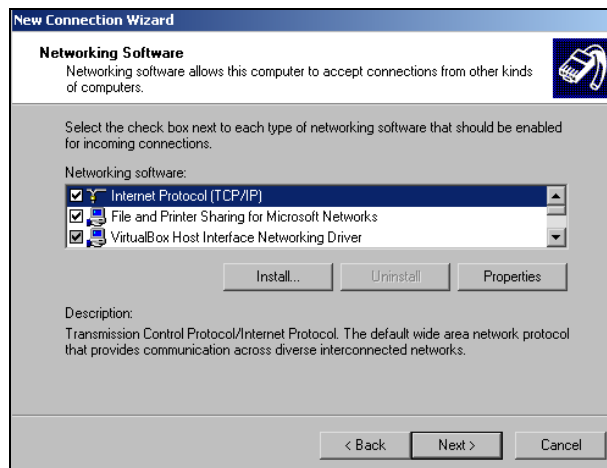 New Connection Wizard
Networking Software
Networking software allows this computer to accept connections from other kinds
of computers.
Select the check box next to each type of networking software that should be enabled
for incoming connections.
Networking software:
Internet Protocol (TCP/IP)
File and Printer Sharing for Microsoft Networks
VirtualBox Host Interface Networking Driver
Install...
Uninstall
Properties
Description:
Transmission Control Protocol/Internet Protocol. The default wide area network protocol
that provides communication across diverse interconnected networks.
< Back
Next >
Cancel